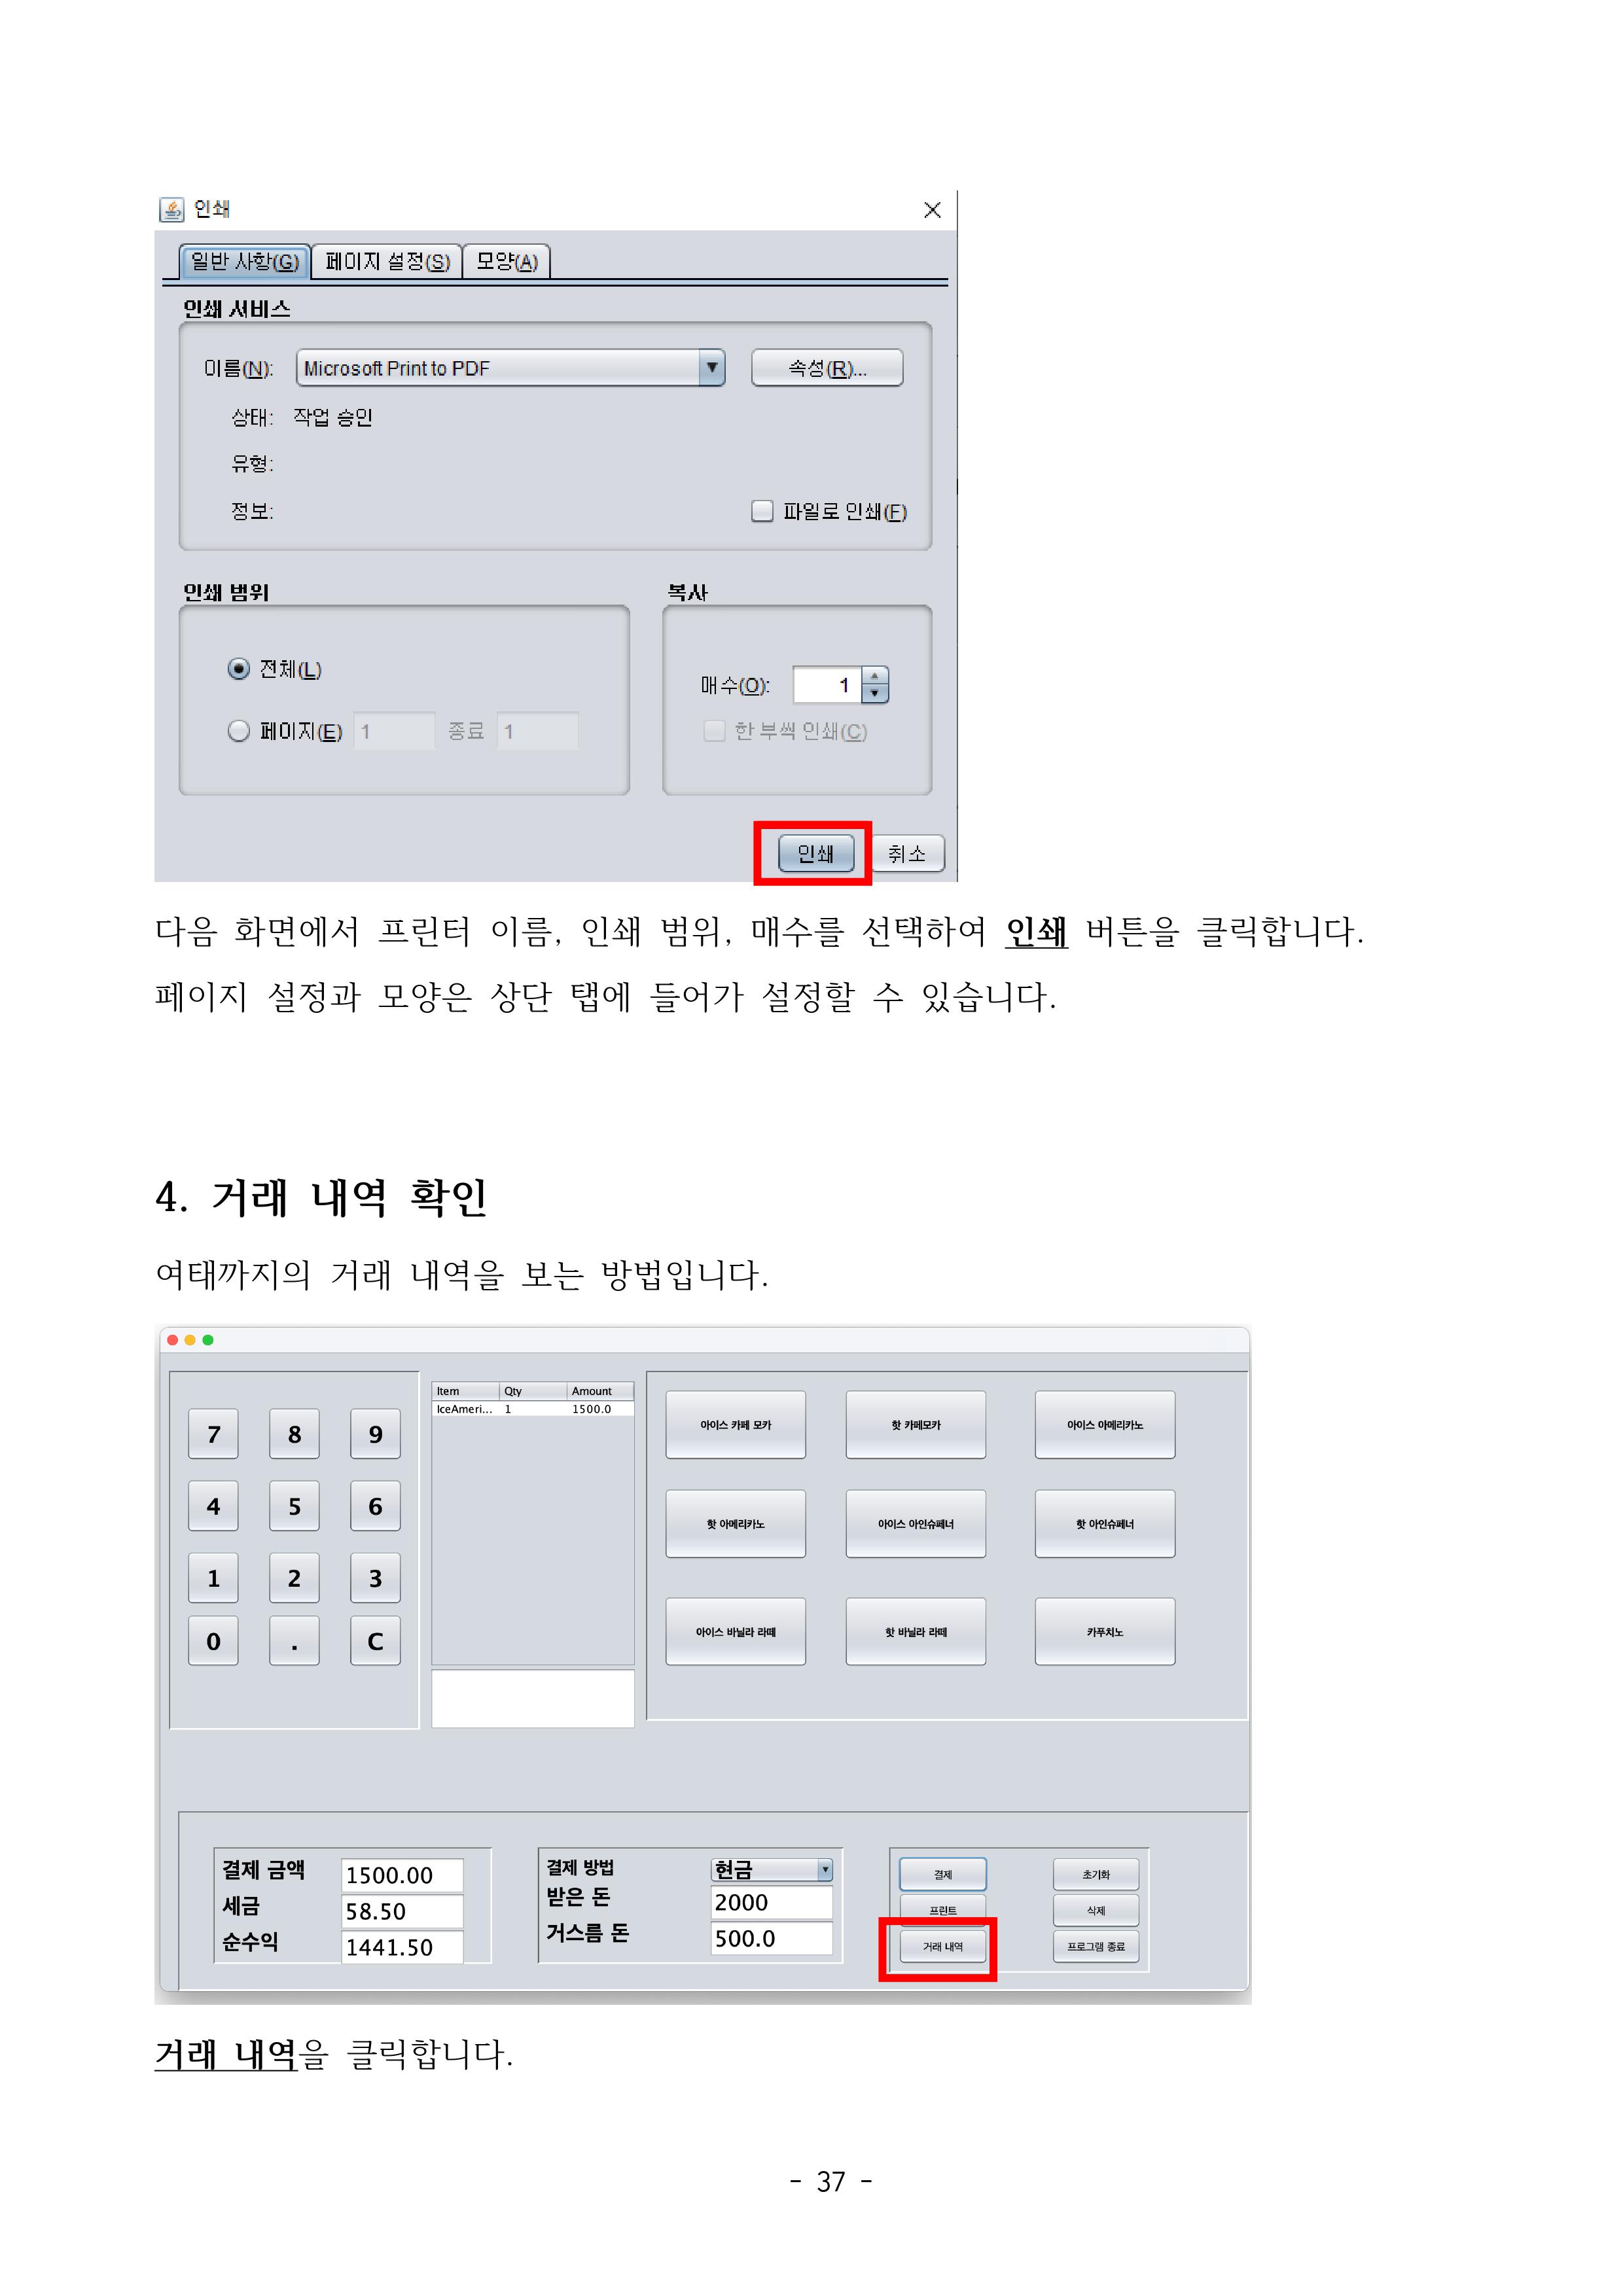 인쇄
일반 사항(G) 페이지 설정(S) 모양(A)
인쇄 서비스
이름(N): Microsoft Print to PDF 속성(R)...
상태: 작업 승인
유형:
정보: 파일로 인쇄(F)
인쇄 범위 복사
전체(L)
매수(O): 1
페이지(E) 1 종료 1 한 부씩 인쇄(C)
인쇄 취소
다음 화면에서 프린터 이름, 인쇄 범위, 매수를 선택하여 인쇄 버튼을 클릭합니다.
페이지 설정과 모양은 상단 탭에 들어가 설정할 수 있습니다.
4. 거래 내역 확인
여태까지의 거래 내역을 보는 방법입니다.
Item Qty Amount
IceAmeri... 1 1500.0
7 8 9
4 5 6
1 2 3
0 . C
아이스 카페 모카 핫 카페모카 아이스 아메리카노
핫 아메리카노 아이스 아인슈페너 핫 아인슈페너
아이스 바닐라 라떼 핫 바닐라 라떼 카푸치노
결제 금액 1500.00 결제 방법 현금 결제 초기화
세금 58.50 받은 돈 2000 프린트 삭제
순수익 1441.50 거스름 돈 500.0 거래 내역 프로그램 종료
거래 내역을 클릭합니다.
- 37 -